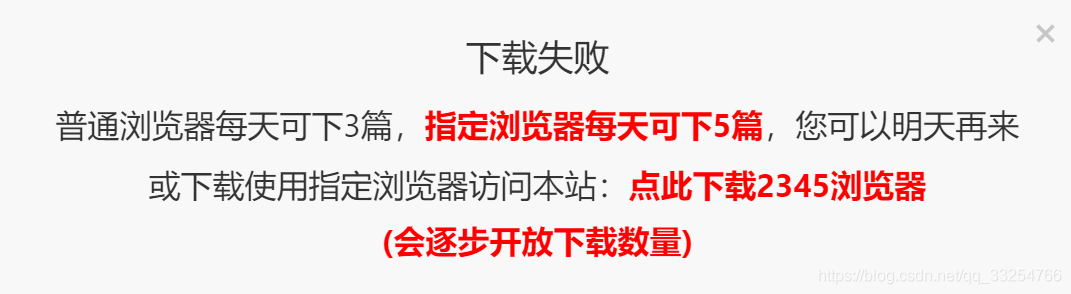 下载失败
普通浏览器每天可下3篇，指定浏览器每天可下5篇，您可以明天再来
或下载使用指定浏览器访问本站：点此下载2345浏览器
(会逐步开放下载数量)
https://blog.csdn.net/qq_33254766